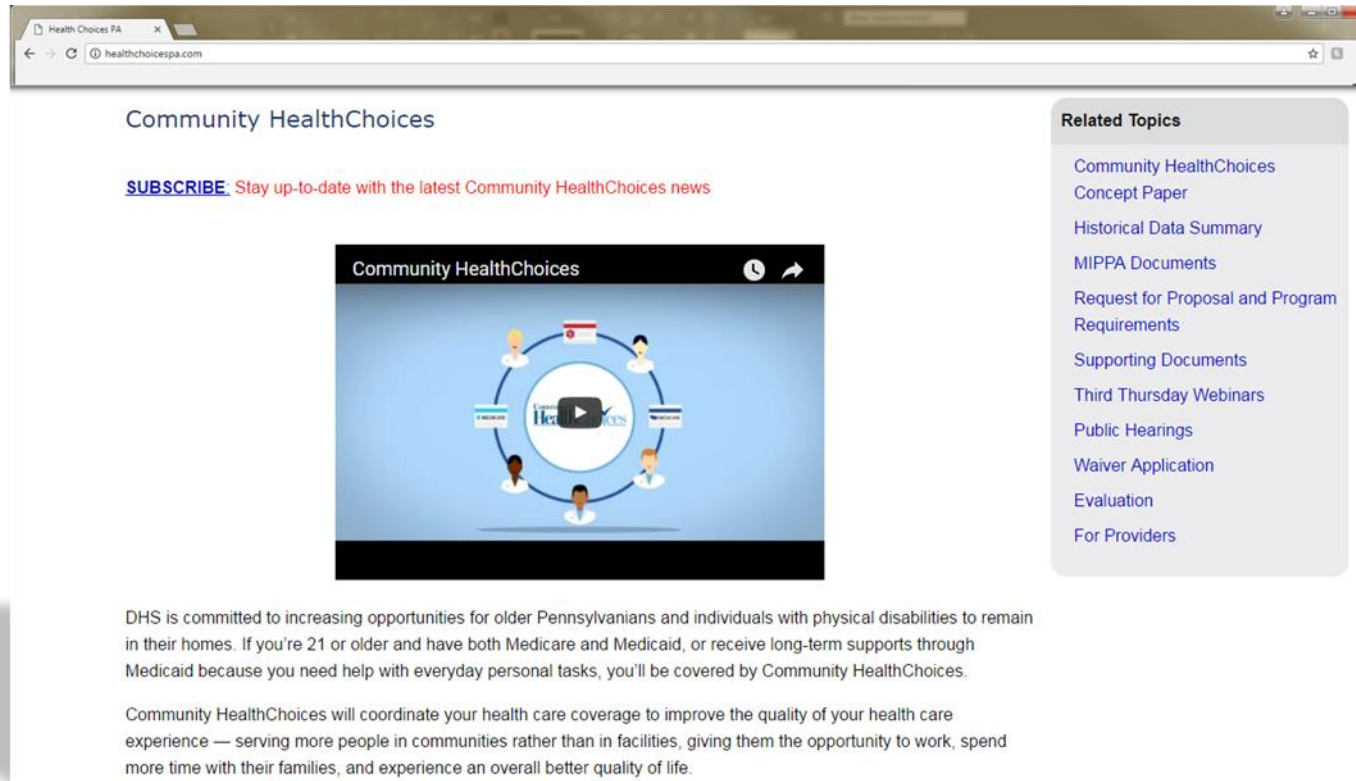 Health Choices PA
healthchoicespa.com
Community HealthChoices
SUBSCRIBE: Stay up-to-date with the latest Community HealthChoices news
Community HealthChoices
MEDICAID
HealthChoices
MEDICARE
DHS is committed to increasing opportunities for older Pennsylvanians and individuals with physical disabilities to remain
in their homes. If you’re 21 or older and have both Medicare and Medicaid, or receive long-term supports through
Medicaid because you need help with everyday personal tasks, you’ll be covered by Community HealthChoices.
Community HealthChoices will coordinate your health care coverage to improve the quality of your health care
experience — serving more people in communities rather than in facilities, giving them the opportunity to work, spend
more time with their families, and experience an overall better quality of life.
Related Topics
Community HealthChoices
Concept Paper
Historical Data Summary
MIPPA Documents
Request for Proposal and Program
Requirements
Supporting Documents
Third Thursday Webinars
Public Hearings
Waiver Application
Evaluation
For Providers